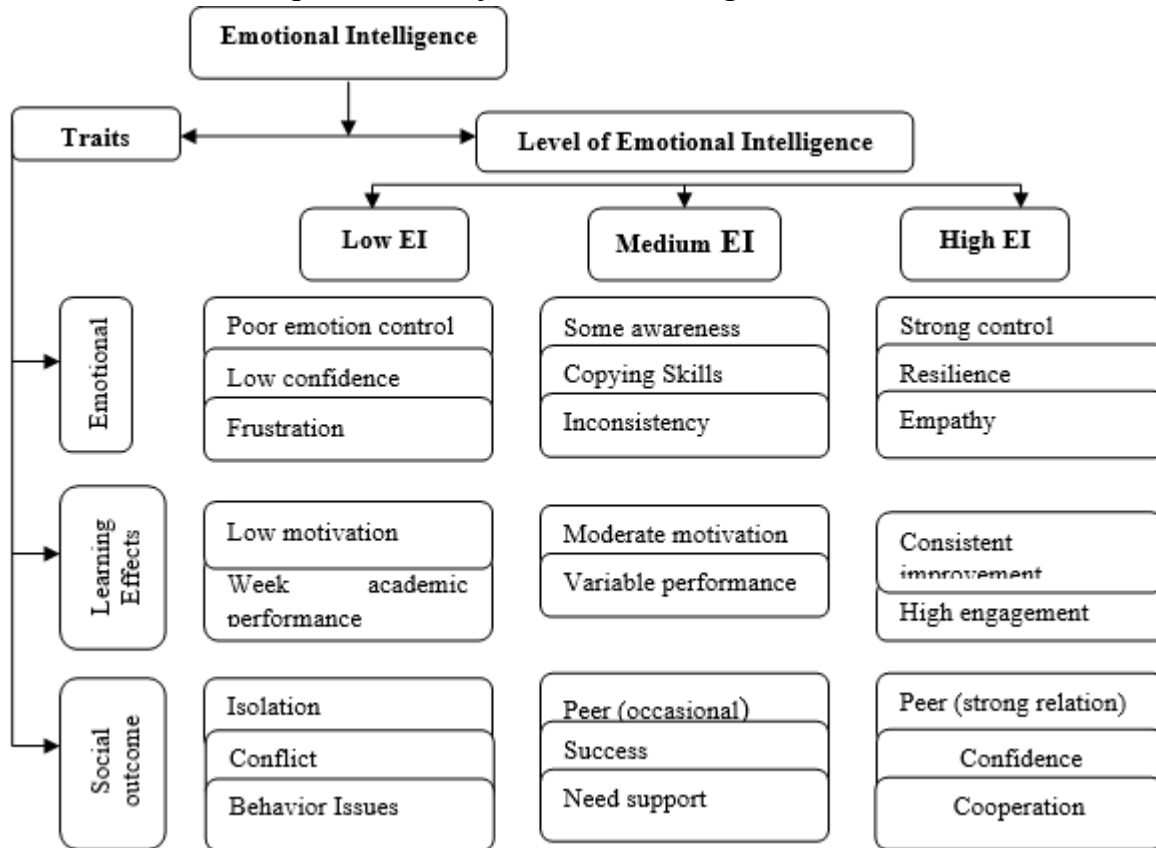 Emotional Intelligence
Traits
Level of Emotional Intelligence
Low EI
Medium EI
High EI
Emotional
Poor emotion control
Low confidence
Frustration
Some awareness
Copying Skills
Inconsistency
Strong control
Resilience
Empathy
Learning
Effects
Low motivation
Week academic
performance
Moderate motivation
Variable performance
Consistent
improvement
High engagement
Social
outcome
Isolation
Conflict
Behavior Issues
Peer (occasional)
Success
Need support
Peer (strong relation)
Confidence
Cooperation